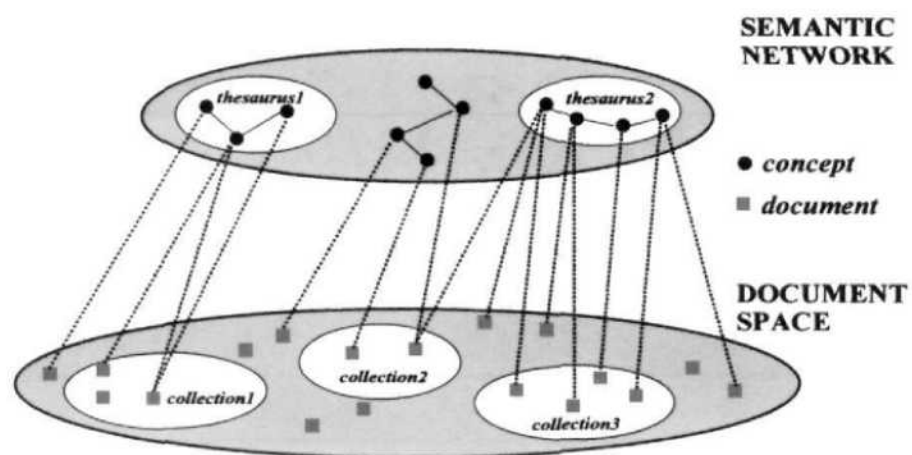 SEMANTIC
NETWORK
thesaurus1
thesaurus2
concept
document
DOCUMENT
SPACE
collection2
collection1
collection3